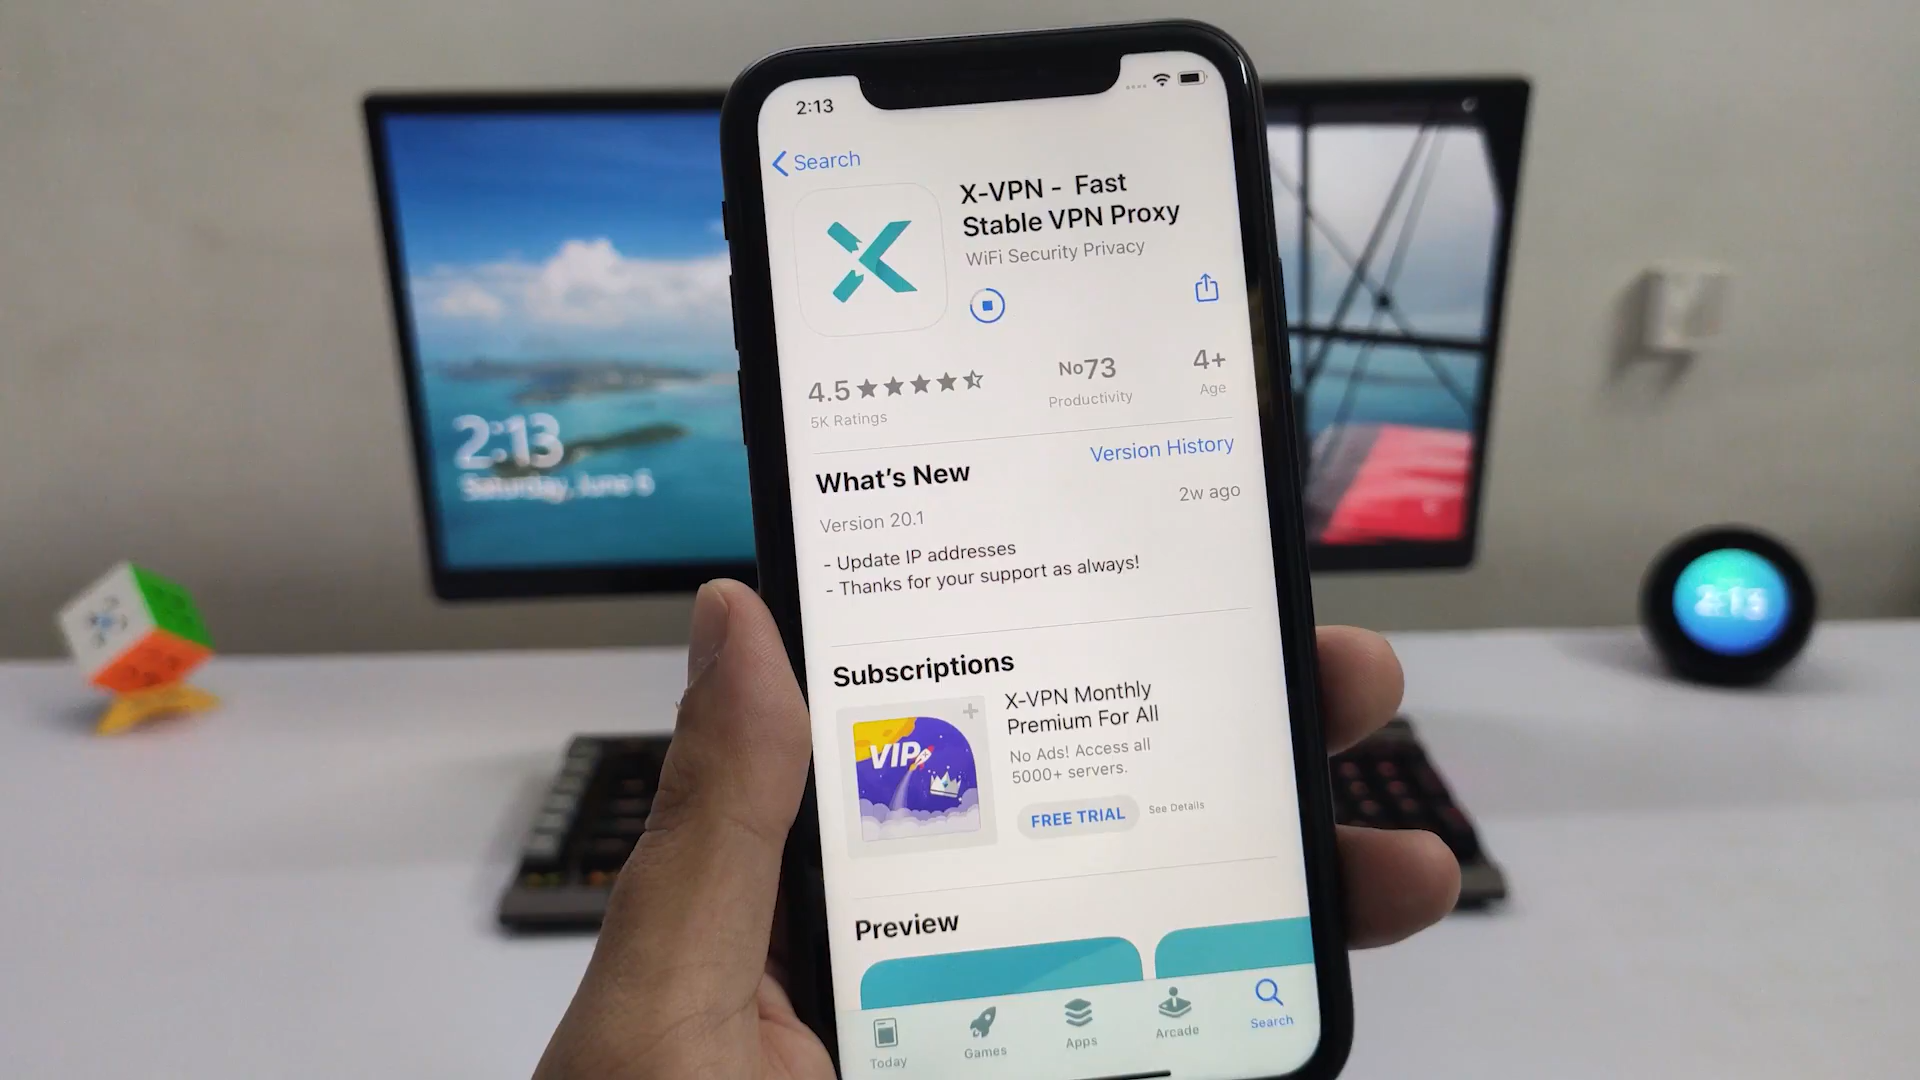 2:13
Search
X-VPN - Fast
Stable VPN Proxy
WiFi Security Privacy
4.5
5K Ratings
No73
Productivity
4+
Age
What's New
Version History
Version 20.1
2w ago
- Update IP addresses
- Thanks for your support as always!
Subscriptions
VIP
X-VPN Monthly
Premium For All
No Ads! Access all
5000+ servers.
FREE TRIAL
See Details
Preview
Today
Games
Apps
Arcade
Search
2:13
Saturday, June 6
2:13